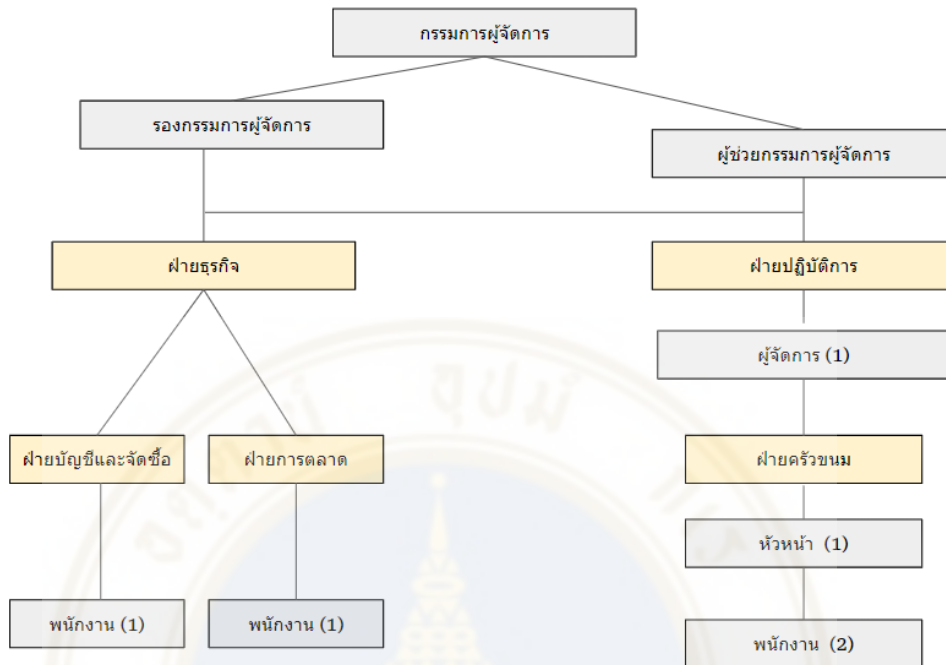 กรรมการผู้จัดการ
รองกรรมการผู้จัดการ
ผู้ช่วยกรรมการผู้จัดการ
ฝ่ายธุรกิจ
ฝ่ายปฏิบัติการ
ผู้จัดการ (1)
ฝ่ายบัญชีและจัดซื้อ
ฝ่ายการตลาด
ฝ่ายครัวขนม
หัวหน้า (1)
พนักงาน (1)
พนักงาน (1)
พนักงาน (2)